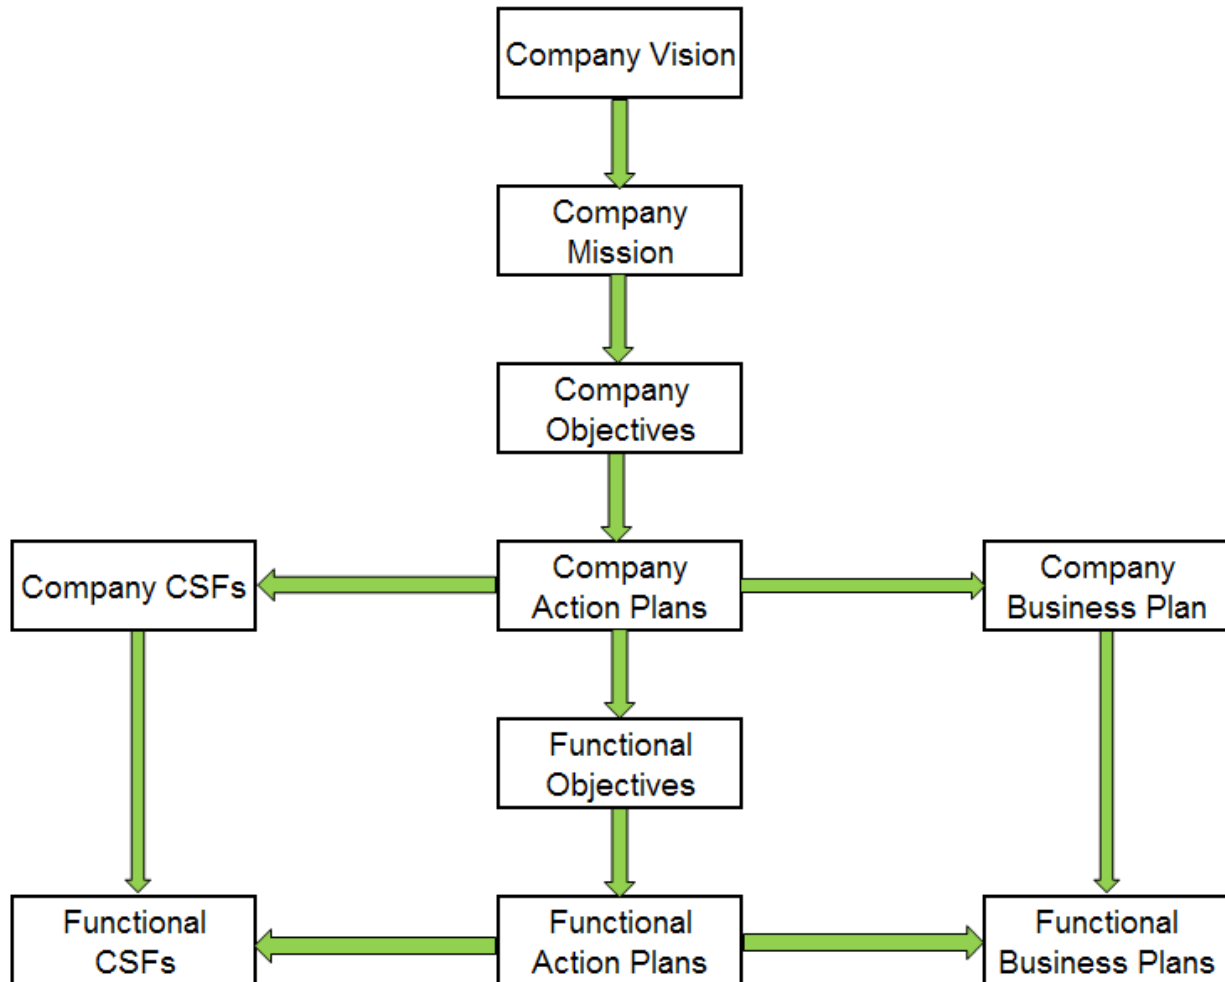 Company Vision
Company
Mission
Company
Objectives
Company CSFs
Company
Action Plans
Company
Business Plan
Functional
Objectives
Functional
CSFs
Functional
Action Plans
Functional
Business Plans